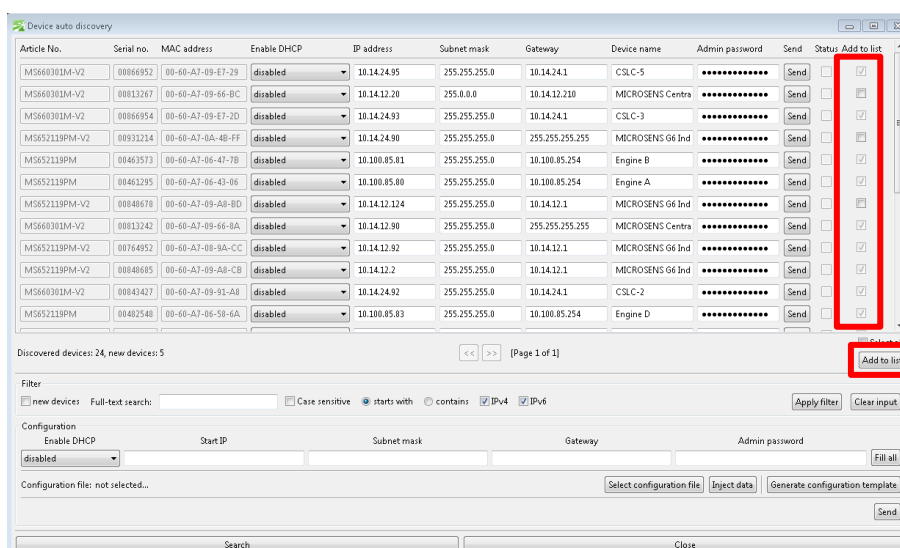 Device auto discovery
Article No. Serial no. MAC address Enable DHCP IP address Subnet mask Gateway Device name Admin password Send Status Add to list
MS660301M-V2 00866952 00-60-A7-09-E7-29 disabled 10.14.24.95 255.255.255.0 10.14.24.1 CSLC-5 ●●●●●●●●●●●●● Send
MS660301M-V2 00813267 00-60-A7-09-66-BC disabled 10.14.12.20 255.0.0.0 10.14.12.210 MICROSENS Centra ●●●●●●●●●●●●● Send
MS660301M-V2 00866954 00-60-A7-09-E7-2D disabled 10.14.24.93 255.255.255.0 10.14.24.1 CSLC-3 ●●●●●●●●●●●●● Send
MS652119PM-V2 00931214 00-60-A7-0A-4B-FF disabled 10.14.24.90 255.255.255.0 255.255.255.255 MICROSENS G6 Ind ●●●●●●●●●●●●● Send
MS652119PM 00463573 00-60-A7-06-47-7B disabled 10.100.85.81 255.255.255.0 10.100.85.254 Engine B ●●●●●●●●●●●●● Send
MS652119PM 00461295 00-60-A7-06-43-06 disabled 10.100.85.80 255.255.255.0 10.100.85.254 Engine A ●●●●●●●●●●●●● Send
MS652119PM-V2 00848678 00-60-A7-09-A8-BD disabled 10.14.12.124 255.255.255.0 10.14.12.1 MICROSENS G6 Ind ●●●●●●●●●●●●● Send
MS660301M-V2 00813242 00-60-A7-09-66-8A disabled 10.14.12.90 255.255.255.0 255.255.255.255 MICROSENS Centra ●●●●●●●●●●●●● Send
MS652119PM-V2 00764952 00-60-A7-08-9A-CC disabled 10.14.12.92 255.255.255.0 10.14.12.1 MICROSENS G6 Ind ●●●●●●●●●●●●● Send
MS652119PM-V2 00848685 00-60-A7-09-A8-CB disabled 10.14.12.2 255.255.255.0 10.14.12.1 MICROSENS G6 Ind ●●●●●●●●●●●●● Send
MS660301M-V2 00843427 00-60-A7-09-91-A8 disabled 10.14.24.92 255.255.255.0 10.14.24.1 CSLC-2 ●●●●●●●●●●●●● Send
MS652119PM 00482548 00-60-A7-06-58-6A disabled 10.100.85.83 255.255.255.0 10.100.85.254 Engine D ●●●●●●●●●●●●● Send
Discovered devices: 24, new devices: 5 << >> [Page 1 of 1]
Add to list
Filter
new devices Full-text search: Case sensitive starts with contains IPv4 IPv6 Apply filter Clear input
Configuration
Enable DHCP Start IP Subnet mask Gateway Admin password
disabled Fill all
Configuration file: not selected... Select configuration file Inject data Generate configuration template
Send
Search Close